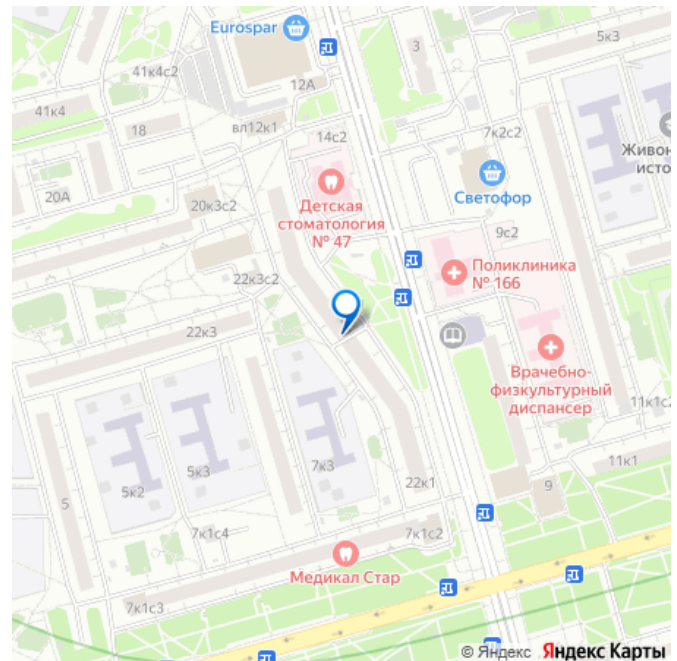 Eurospar
5к3
3
41к4с2
12А
41к4
18
вл12к1
14с2
7к2с2
Живон
исто
20А
Светофор
Детская
стоматология
№ 47
20к3с2
9с2
Поликлиника
№ 166
22к3с2
22к3
Врачебно-
физкультурный
диспансер
11к1с2
11к1
7к3
5к3
5к2
5
22к1
9
7к1с4
7к1с2
Медикал Стар
7к1с3
© Яндекс Яндекс Карты